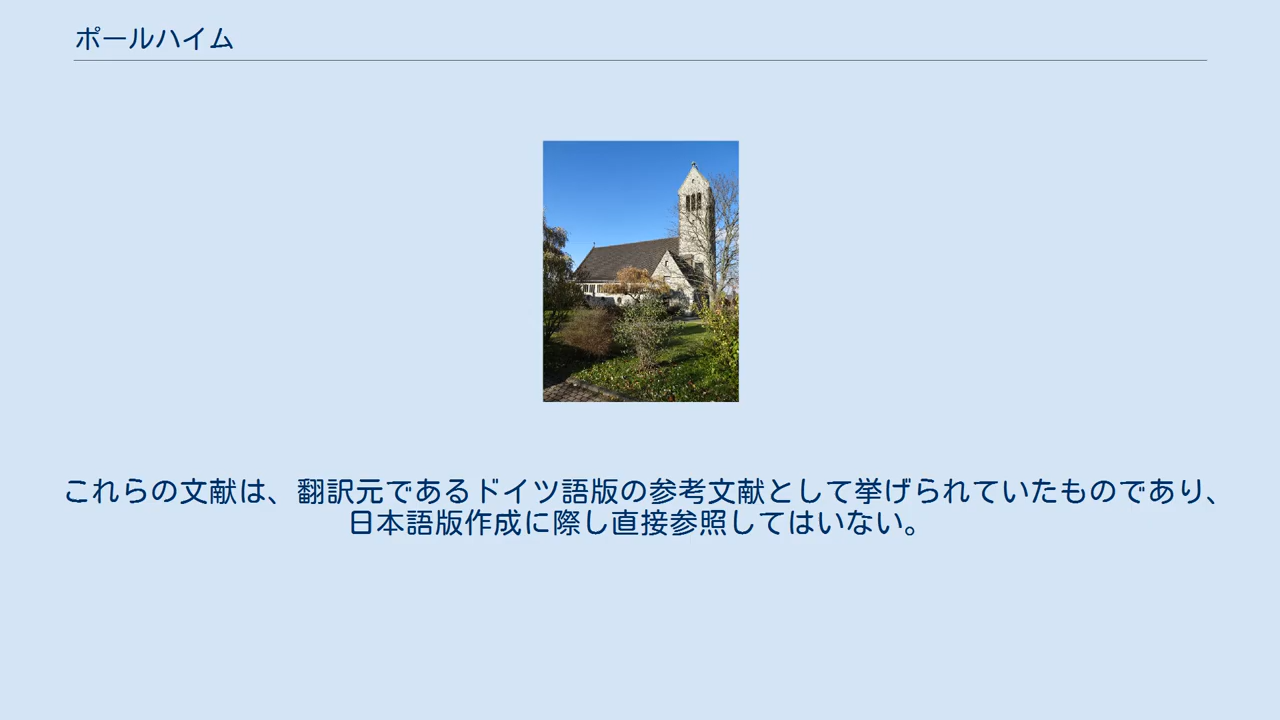 ポールハイム
これらの文献は、翻訳元であるドイツ語版の参考文献として挙げられていたものであり、
日本語版作成に際し直接参照してはいない。